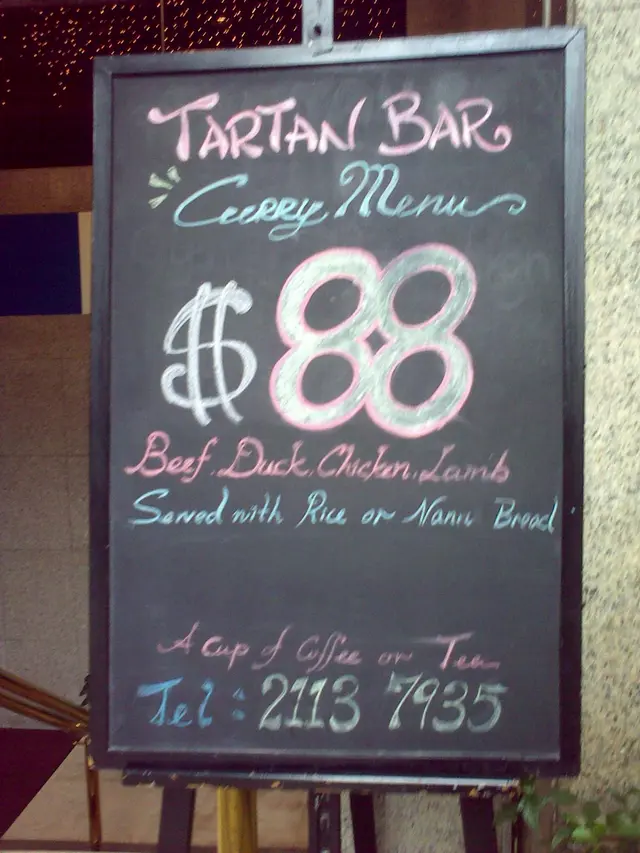 TARTAN BAR
Curry Menu
$88
Beef. Duck. Chicken. Lamb
Served with Rice or Nann Bread
A Cup of Coffee or Tea
Tel: 2113 7935